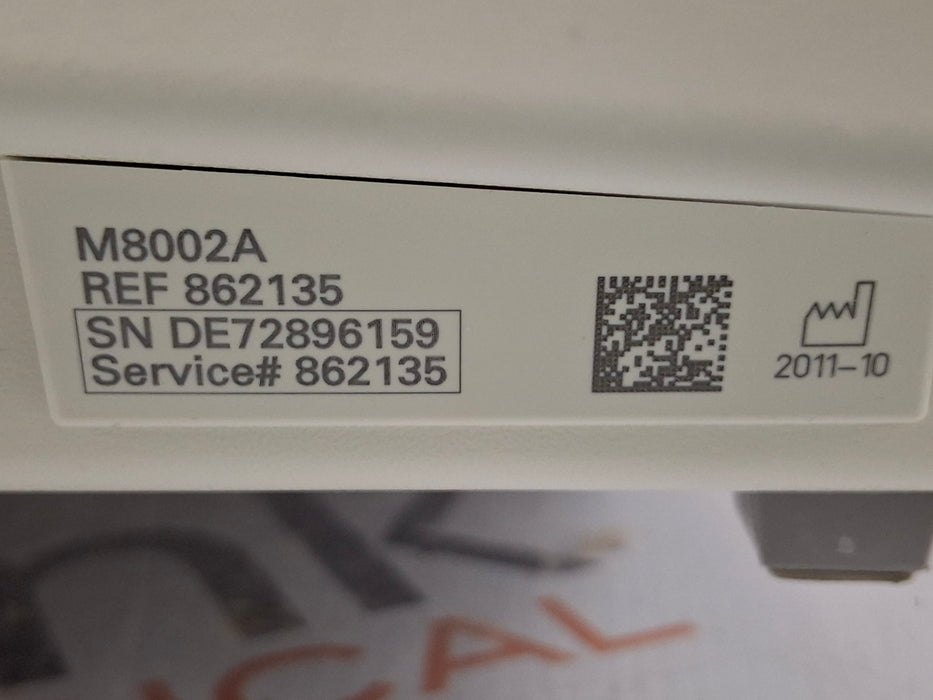 M8002A
REF 862135
SN DE72896159
Service# 862135
2011-10